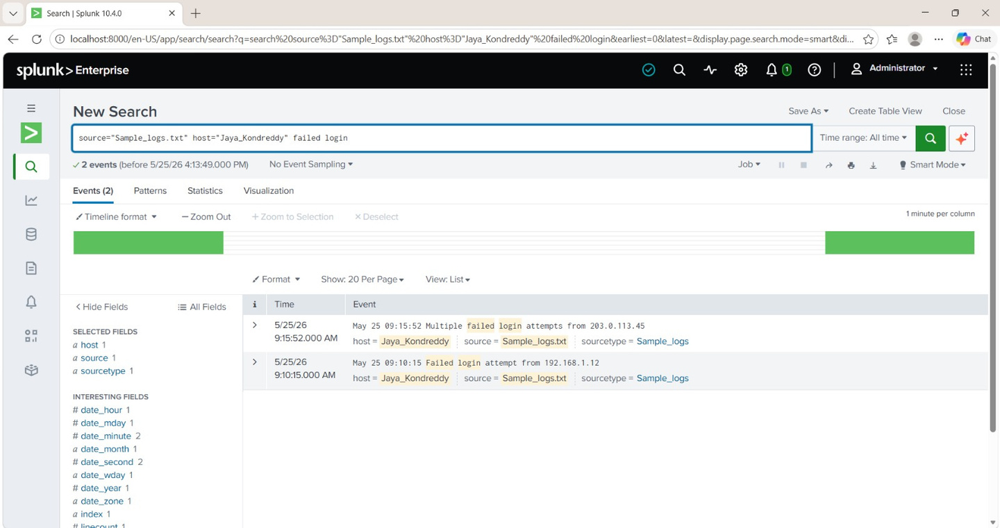 Search | Splunk 10.4.0
localhost:8000/en-US/app/search/search?q=search%20source%3D"Sample_logs.txt"%20host%3D"Jaya_Kondreddy"%20failed%20login&earliest=0&latest=&display.page.search.mode=smart&di...
Chat
splunk>Enterprise
1
Administrator
New Search
Save As
Create Table View
Close
source="Sample_logs.txt" host="Jaya_Kondreddy" failed login
Time range: All time
2 events (before 5/25/26 4:13:49.000 PM)
No Event Sampling
Job
Smart Mode
Events (2)
Patterns
Statistics
Visualization
Timeline format
Zoom Out
Zoom to Selection
Deselect
1 minute per column
Format
Show: 20 Per Page
View: List
Hide Fields
All Fields
i
Time
Event
SELECTED FIELDS
a host 1
a source 1
a sourcetype 1
INTERESTING FIELDS
# date_hour 1
# date_mday 1
# date_minute 2
a date_month 1
# date_second 2
a date_wday 1
# date_year 1
a date_zone 1
a index 1
# linecount 1
5/25/26
9:15:52.000 AM
May 25 09:15:52 Multiple failed login attempts from 203.0.113.45
host = Jaya_Kondreddy source = Sample_logs.txt sourcetype = Sample_logs
5/25/26
9:10:15.000 AM
May 25 09:10:15 Failed login attempt from 192.168.1.12
host = Jaya_Kondreddy source = Sample_logs.txt sourcetype = Sample_logs